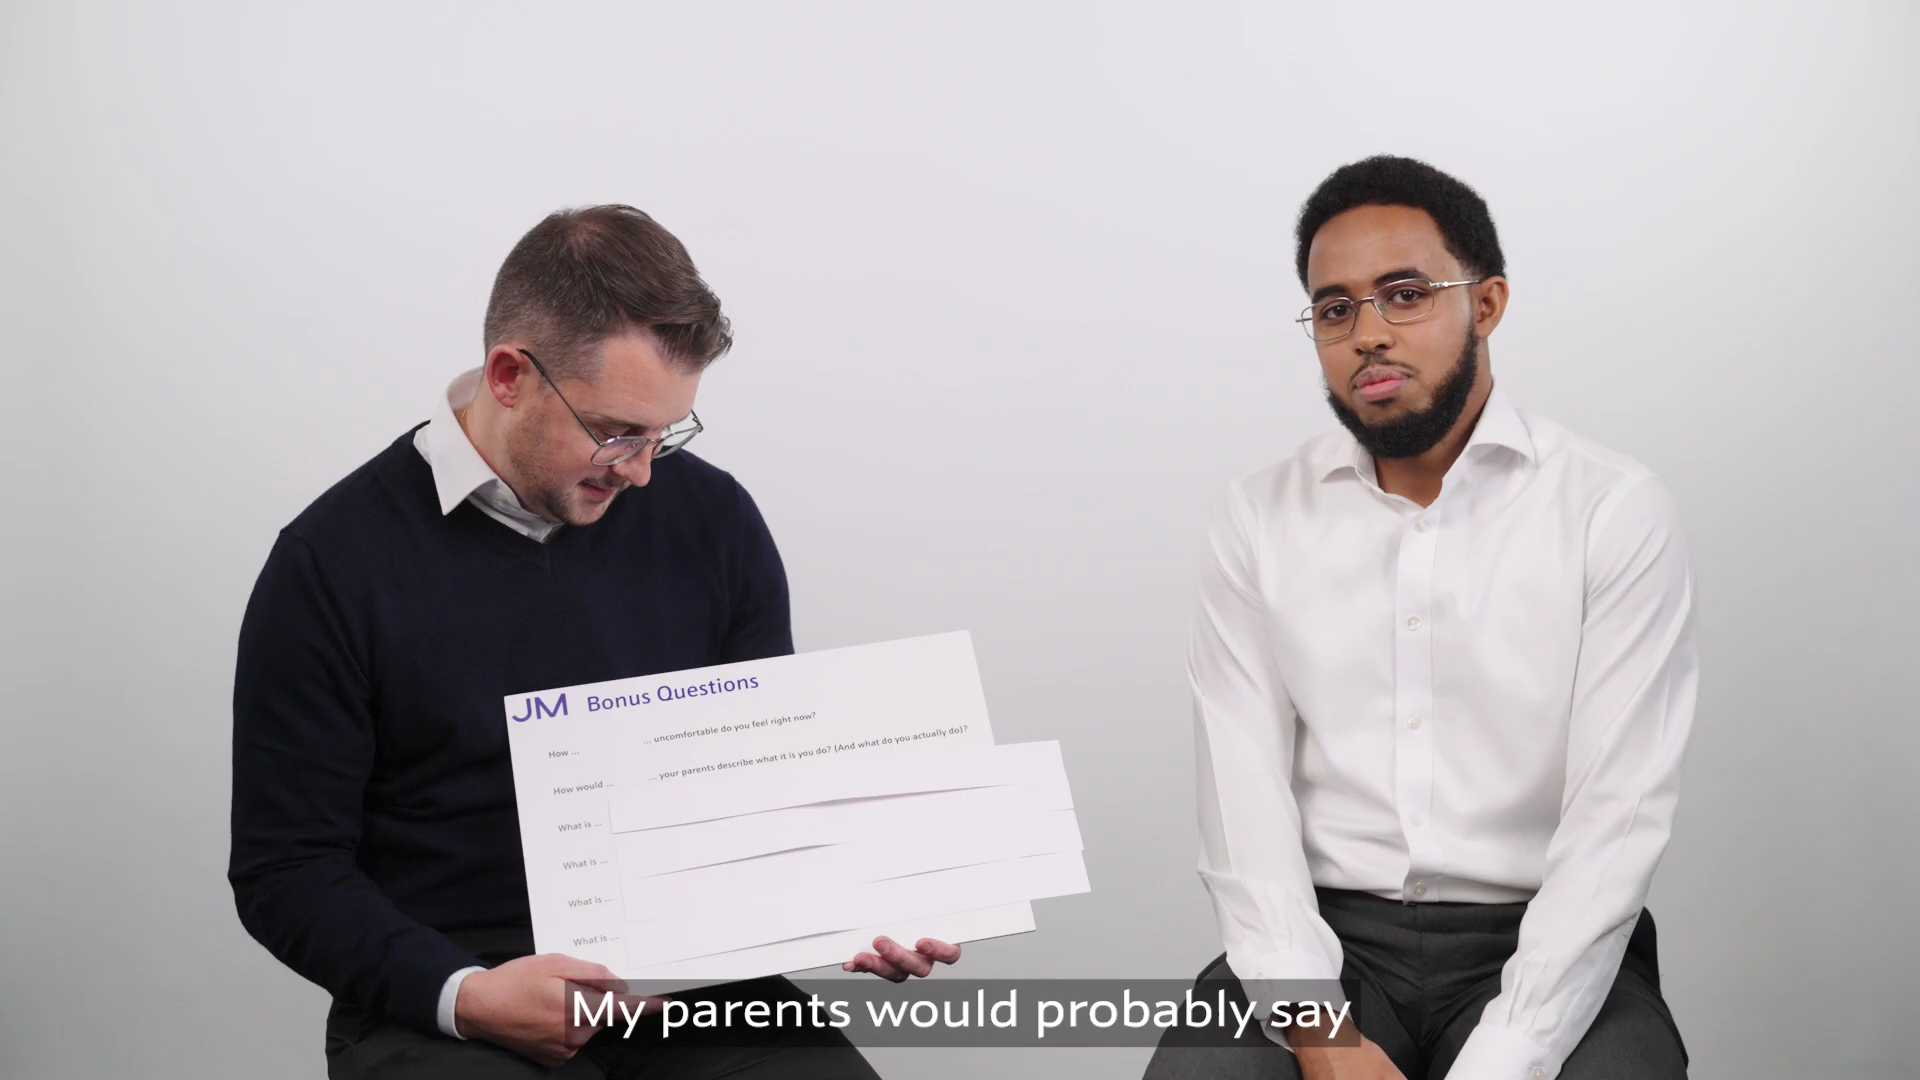 JM Bonus Questions
How ... ... uncomfortable do you feel right now?
How would ... ... your parents describe what it is you do? (And what do you actually do)?
What is ...
What is ...
What is ...
What is ...
My parents would probably say